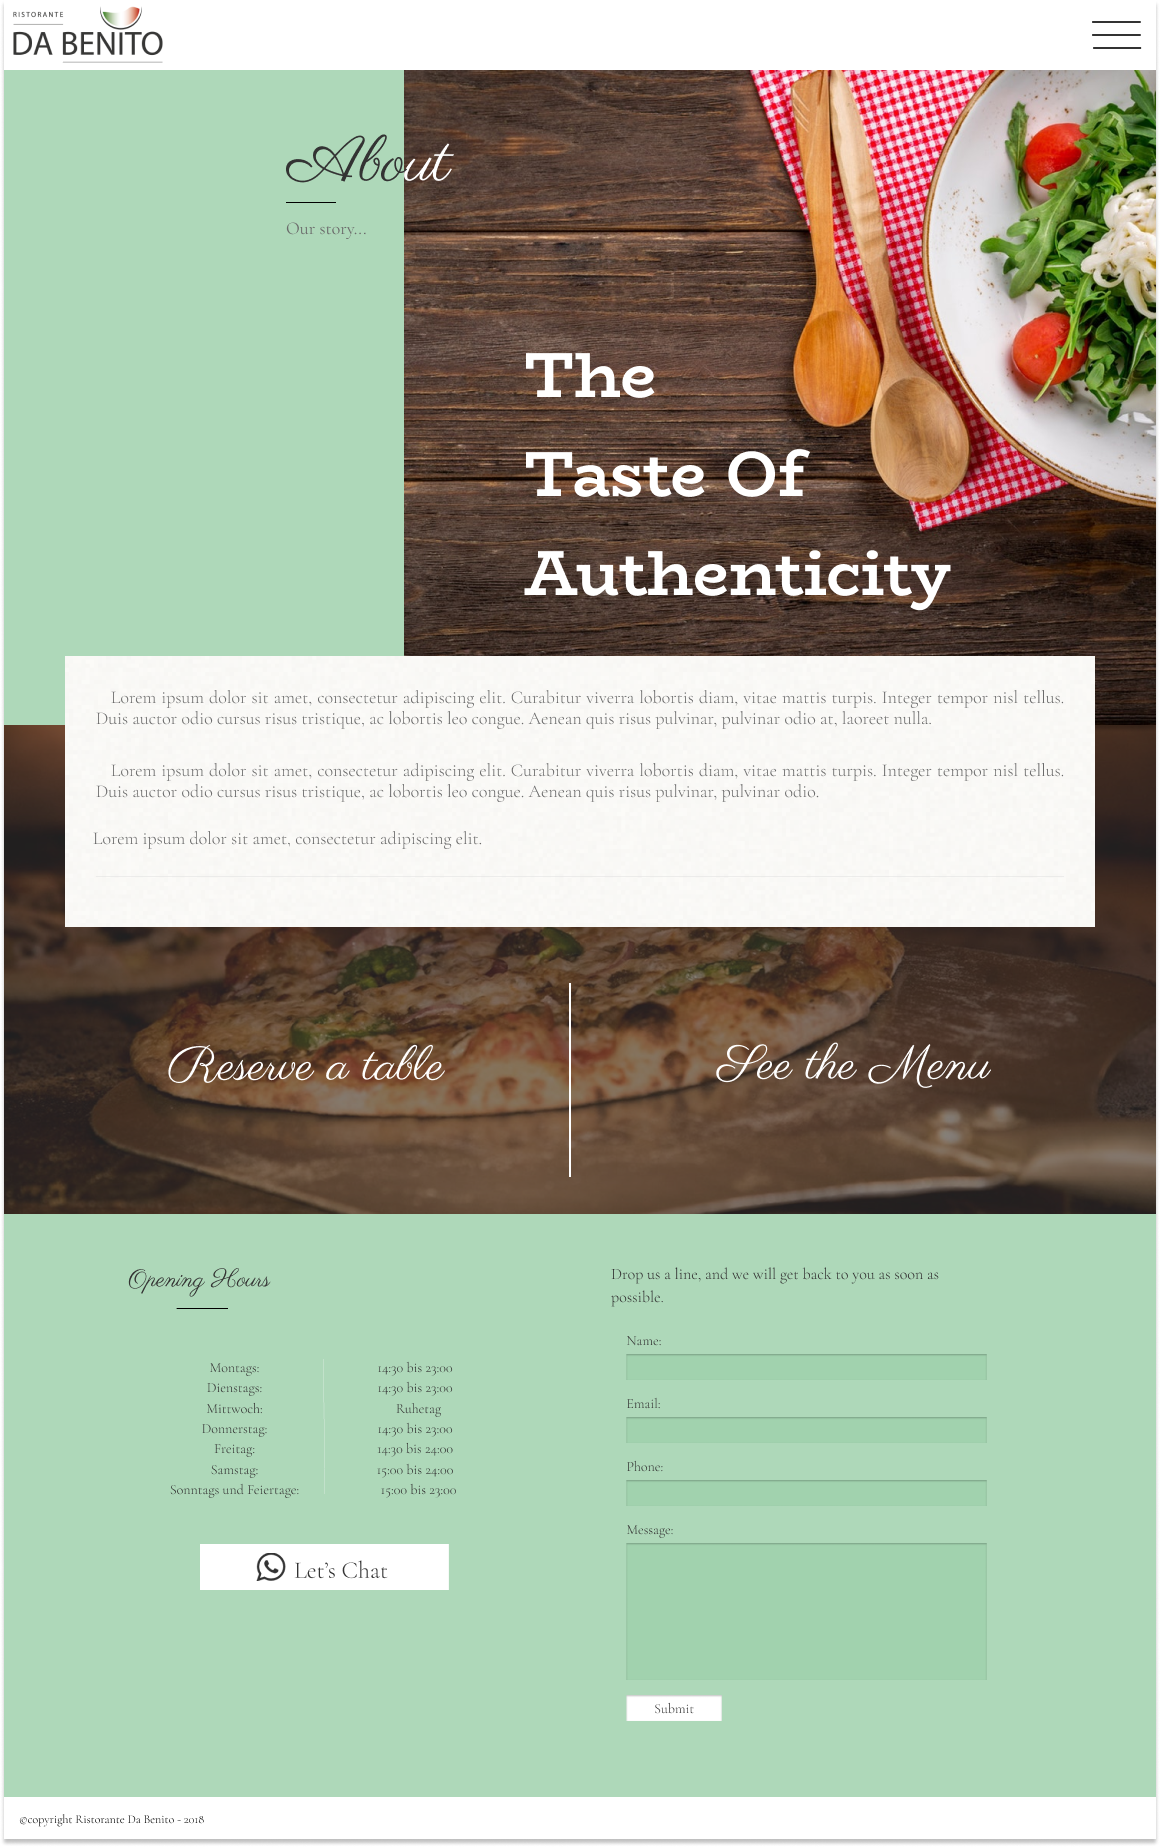 RISTORANTE
DA BENITO
About
Our story...
The
Taste Of
Authenticity
Lorem ipsum dolor sit amet, consectetur adipiscing elit. Curabitur viverra lobortis diam, vitae mattis turpis. Integer tempor nisl tellus.
Duis auctor odio cursus risus tristique, ac lobortis leo congue. Aenean quis risus pulvinar, pulvinar odio at, laoreet nulla.
Lorem ipsum dolor sit amet, consectetur adipiscing elit. Curabitur viverra lobortis diam, vitae mattis turpis. Integer tempor nisl tellus.
Duis auctor odio cursus risus tristique, ac lobortis leo congue. Aenean quis risus pulvinar, pulvinar odio.
Lorem ipsum dolor sit amet, consectetur adipiscing elit.
Reserve a table
See the Menu
Opening Hours
Montags: 14:30 bis 23:00
Dienstags: 14:30 bis 23:00
Mittwoch: Ruhetag
Donnerstag: 14:30 bis 23:00
Freitag: 14:30 bis 24:00
Samstag: 15:00 bis 24:00
Sonntags und Feiertage: 15:00 bis 23:00
Let's Chat
Drop us a line, and we will get back to you as soon as
possible.
Name:
Email:
Phone:
Message:
Submit
©copyright Ristorante Da Benito - 2018